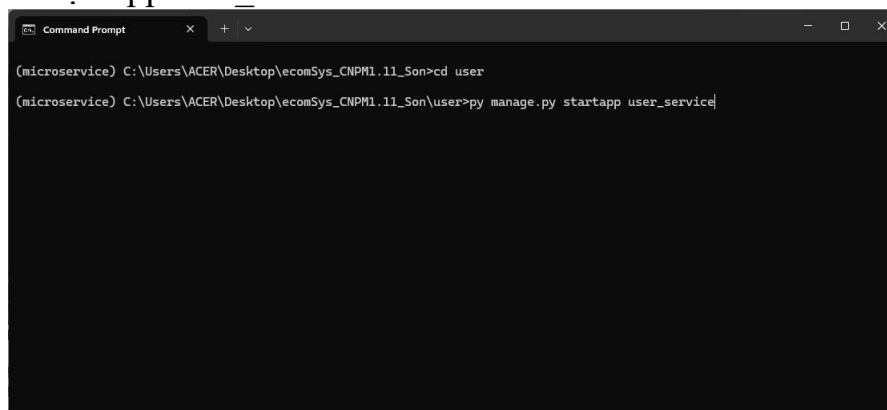 Command Prompt
(microservice) C:\Users\ACER\Desktop\ecomSys_CNPM1.11_Son>cd user
(microservice) C:\Users\ACER\Desktop\ecomSys_CNPM1.11_Son\user>py manage.py startapp user_service